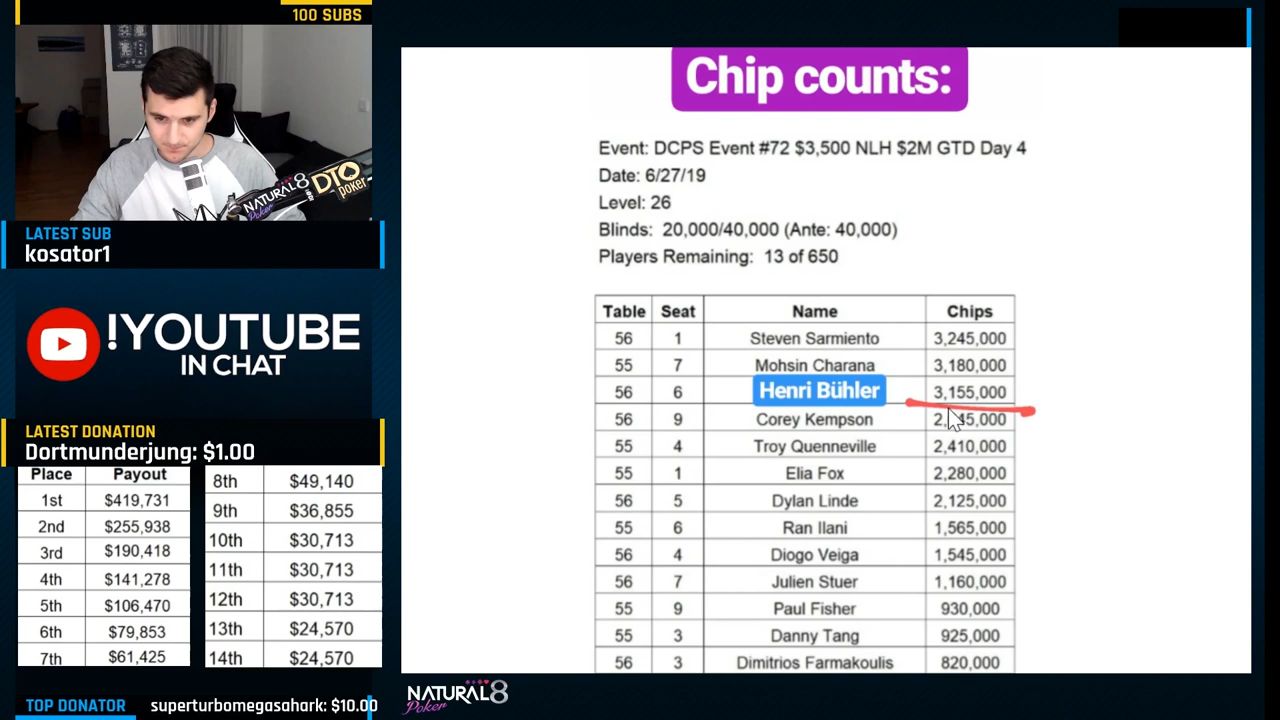 100 SUBS
NATURAL8
Poker
DTO
poker
LATEST SUB
kosator1
!YOUTUBE
IN CHAT
LATEST DONATION
Dortmunderjung: $1.00
Place Payout
1st $419,731
2nd $255,938
3rd $190,418
4th $141,278
5th $106,470
6th $79,853
7th $61,425
8th $49,140
9th $36,855
10th $30,713
11th $30,713
12th $30,713
13th $24,570
14th $24,570
TOP DONATOR superturbomegasahark: $10.00
Chip counts:
Event: DCPS Event #72 $3,500 NLH $2M GTD Day 4
Date: 6/27/19
Level: 26
Blinds: 20,000/40,000 (Ante: 40,000)
Players Remaining: 13 of 650
Table Seat Name Chips
56 1 Steven Sarmiento 3,245,000
55 7 Mohsin Charana 3,180,000
56 6 Henri Bühler 3,155,000
56 9 Corey Kempson
55 4 Troy Quenneville 2,410,000
55 1 Elia Fox 2,280,000
56 5 Dylan Linde 2,125,000
55 6 Ran Ilani 1,565,000
56 4 Diogo Veiga 1,545,000
56 7 Julien Stuer 1,160,000
55 9 Paul Fisher 930,000
55 3 Danny Tang 925,000
56 3 Dimitrios Farmakoulis 820,000
NATURAL8
Poker